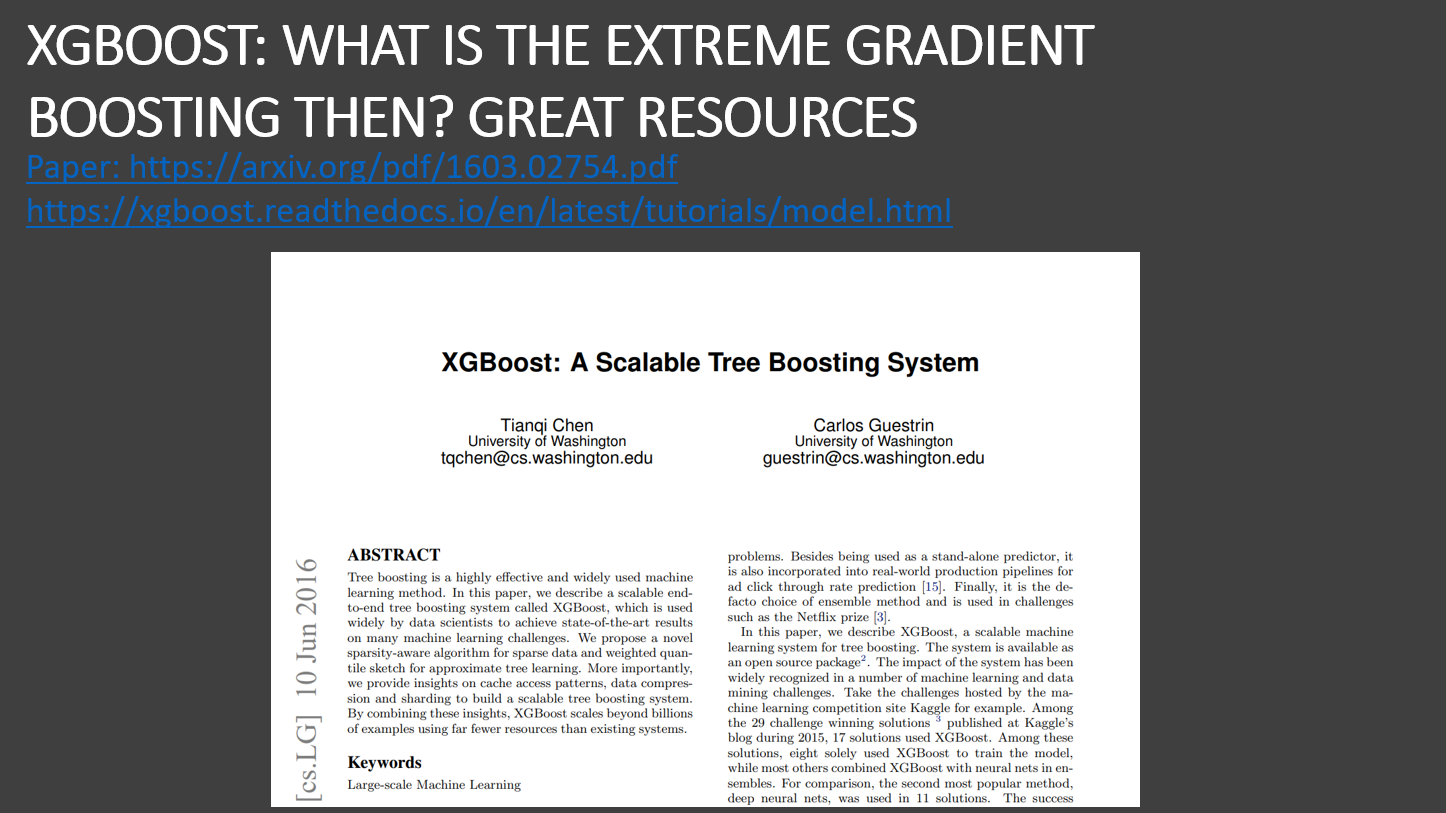 XGBOOST: WHAT IS THE EXTREME GRADIENT
BOOSTING THEN? GREAT RESOURCES
Paper: https://arxiv.org/pdf/1603.02754.pdf
https://xgboost.readthedocs.io/en/latest/tutorials/model.html
XGBoost: A Scalable Tree Boosting System
Tianqi Chen
University of Washington
tqchen@cs.washington.edu
Carlos Guestrin
University of Washington
guestrin@cs.washington.edu
[cs.LG] 10 Jun 2016
ABSTRACT
Tree boosting is a highly effective and widely used machine
learning method. In this paper, we describe a scalable end-
to-end tree boosting system called XGBoost, which is used
widely by data scientists to achieve state-of-the-art results
on many machine learning challenges. We propose a novel
sparsity-aware algorithm for sparse data and weighted quan-
tile sketch for approximate tree learning. More importantly,
we provide insights on cache access patterns, data compres-
sion and sharding to build a scalable tree boosting system.
By combining these insights, XGBoost scales beyond billions
of examples using far fewer resources than existing systems.
Keywords
Large-scale Machine Learning
problems. Besides being used as a stand-alone predictor, it
is also incorporated into real-world production pipelines for
ad click through rate prediction [15]. Finally, it is the de-
facto choice of ensemble method and is used in challenges
such as the Netflix prize [3].
In this paper, we describe XGBoost, a scalable machine
learning system for tree boosting. The system is available as
an open source package2. The impact of the system has been
widely recognized in a number of machine learning and data
mining challenges. Take the challenges hosted by the ma-
chine learning competition site Kaggle for example. Among
the 29 challenge winning solutions 3 published at Kaggle's
blog during 2015, 17 solutions used XGBoost. Among these
solutions, eight solely used XGBoost to train the model,
while most others combined XGBoost with neural nets in en-
sembles. For comparison, the second most popular method,
deep neural nets, was used in 11 solutions. The success